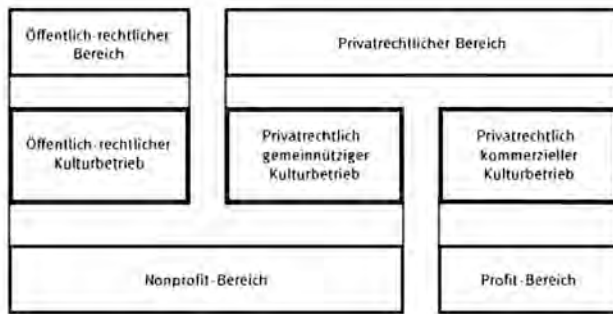 Öffentlich-rechtlicher
Bereich
Privatrechtlicher Bereich
Öffentlich-rechtlicher
Kulturbetrieb
Privatrechtlich
gemeinnütziger
Kulturbetrieb
Privatrechtlich
kommerzieller
Kulturbetrieb
Nonprofit-Bereich
Profit-Bereich